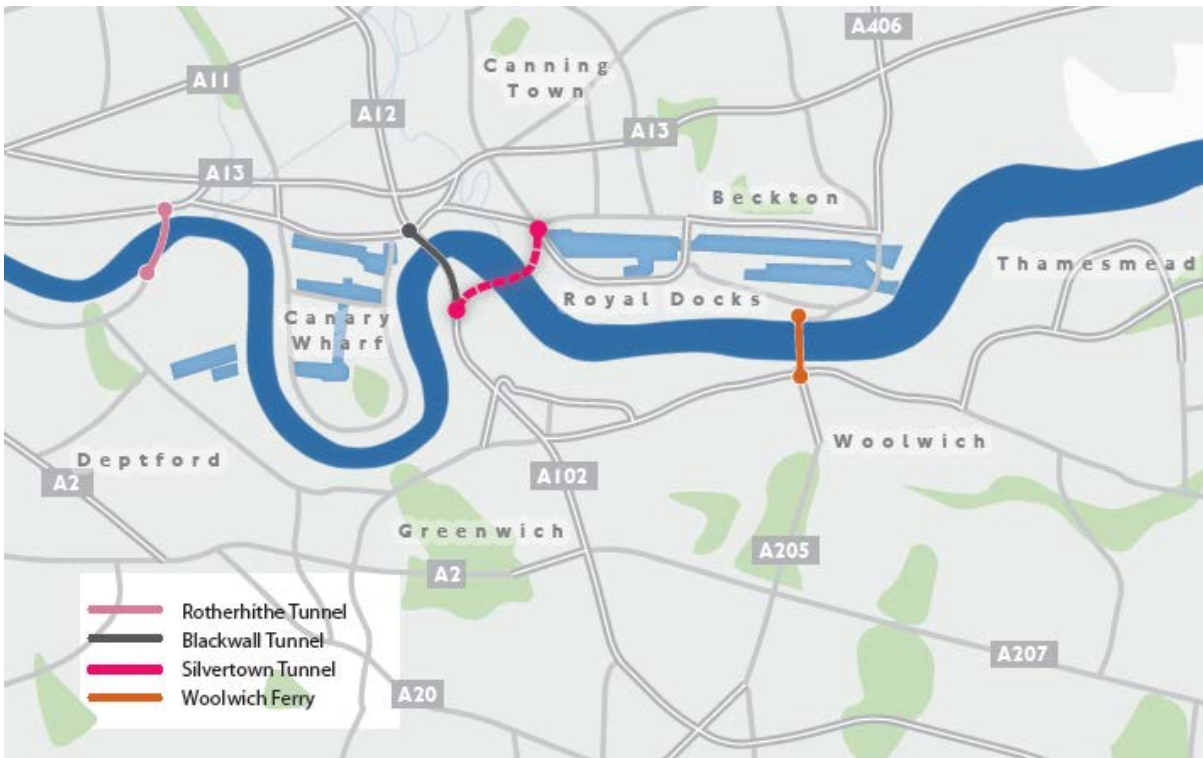 A406
Canning
Town
A11
A12
A13
A13
Beckton
Thamesmead
Royal Docks
Canary
Wharf
Woolwich
Deptford
A2
A102
Greenwich
A205
A2
A207
A20
Rotherhithe Tunnel
Blackwall Tunnel
Silvertown Tunnel
Woolwich Ferry